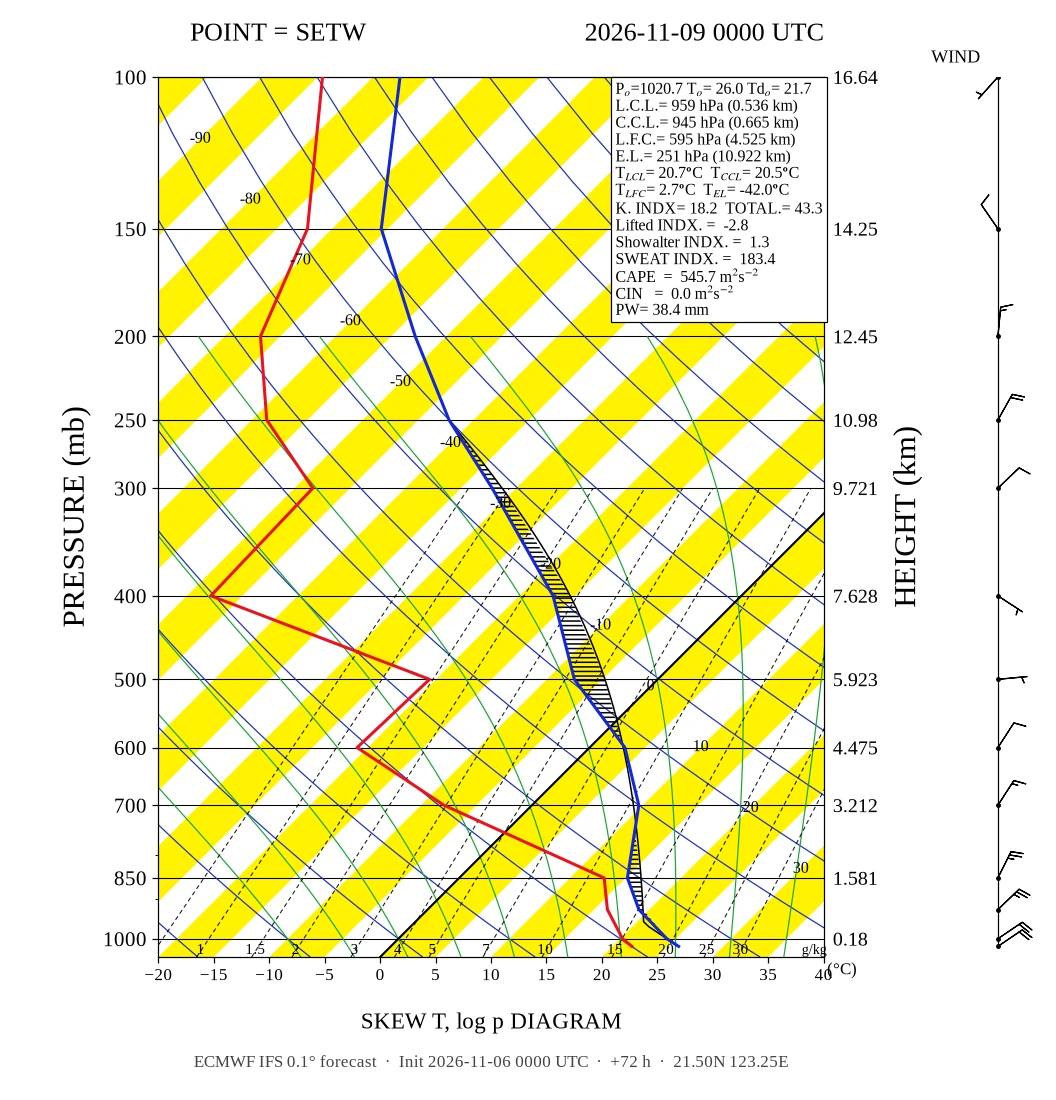 POINT = SETW 2026-11-09 0000 UTC
WIND
P₀=1020.7 T₀= 26.0 Td₀= 21.7
L.C.L.= 959 hPa (0.536 km)
C.C.L.= 945 hPa (0.665 km)
L.F.C.= 595 hPa (4.525 km)
E.L.= 251 hPa (10.922 km)
T_LCL= 20.7°C T_CCL= 20.5°C
T_LFC= 2.7°C T_EL= -42.0°C
K. INDX= 18.2 TOTAL.= 43.3
Lifted INDX. = -2.8
Showalter INDX. = 1.3
SWEAT INDX. = 183.4
CAPE = 545.7 m²s⁻²
CIN = 0.0 m²s⁻²
PW= 38.4 mm
100 16.64
150 14.25
200 12.45
250 10.98
300 9.721
400 7.628
500 5.923
600 4.475
700 3.212
850 1.581
1000 0.18
PRESSURE (mb)
HEIGHT (km)
-90
-80
-70
-60
-50
-40
-30
-20
-10
0
10
20
30
1 1.5 2 3 4 5 7 10 15 20 25 30 g/kg
−20 −15 −10 −5 0 5 10 15 20 25 30 35 40 (°C)
SKEW T, log p DIAGRAM
ECMWF IFS 0.1° forecast · Init 2026-11-06 0000 UTC · +72 h · 21.50N 123.25E